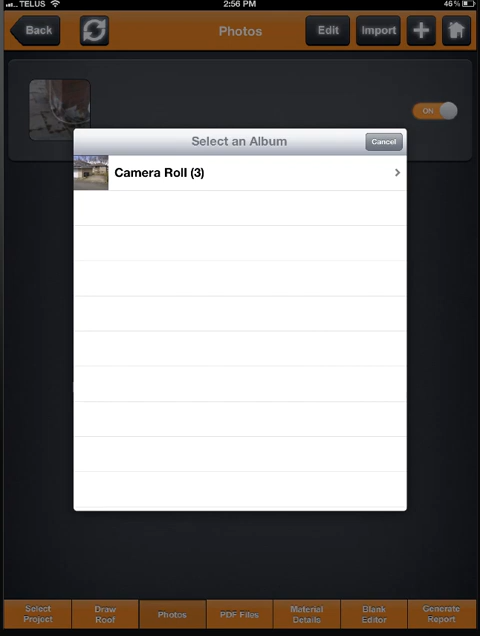 TELUS 2:56 PM 46%
Back Photos Edit Import
ON
Select an Album Cancel
Camera Roll (3)
Select Project
Draw Roof
Photos
PDF Files
Material Details
Blank Editor
Generate Report